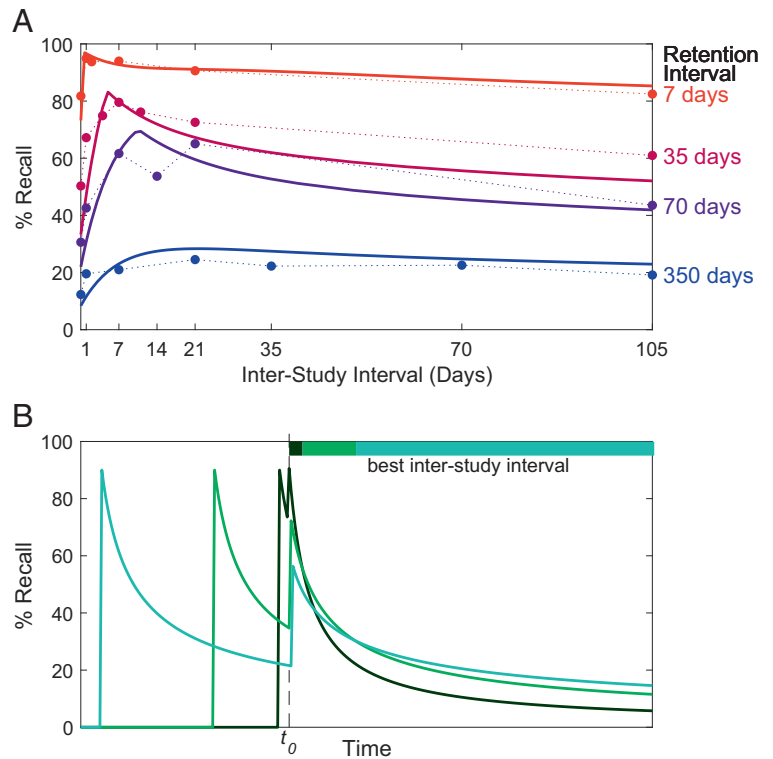 A
100
80
60
40
20
0
% Recall
1 7 14 21 35 70 105
Inter-Study Interval (Days)
Retention
Interval
7 days
35 days
70 days
350 days
B
100
80
60
40
20
0
% Recall
best inter-study interval
t0
Time